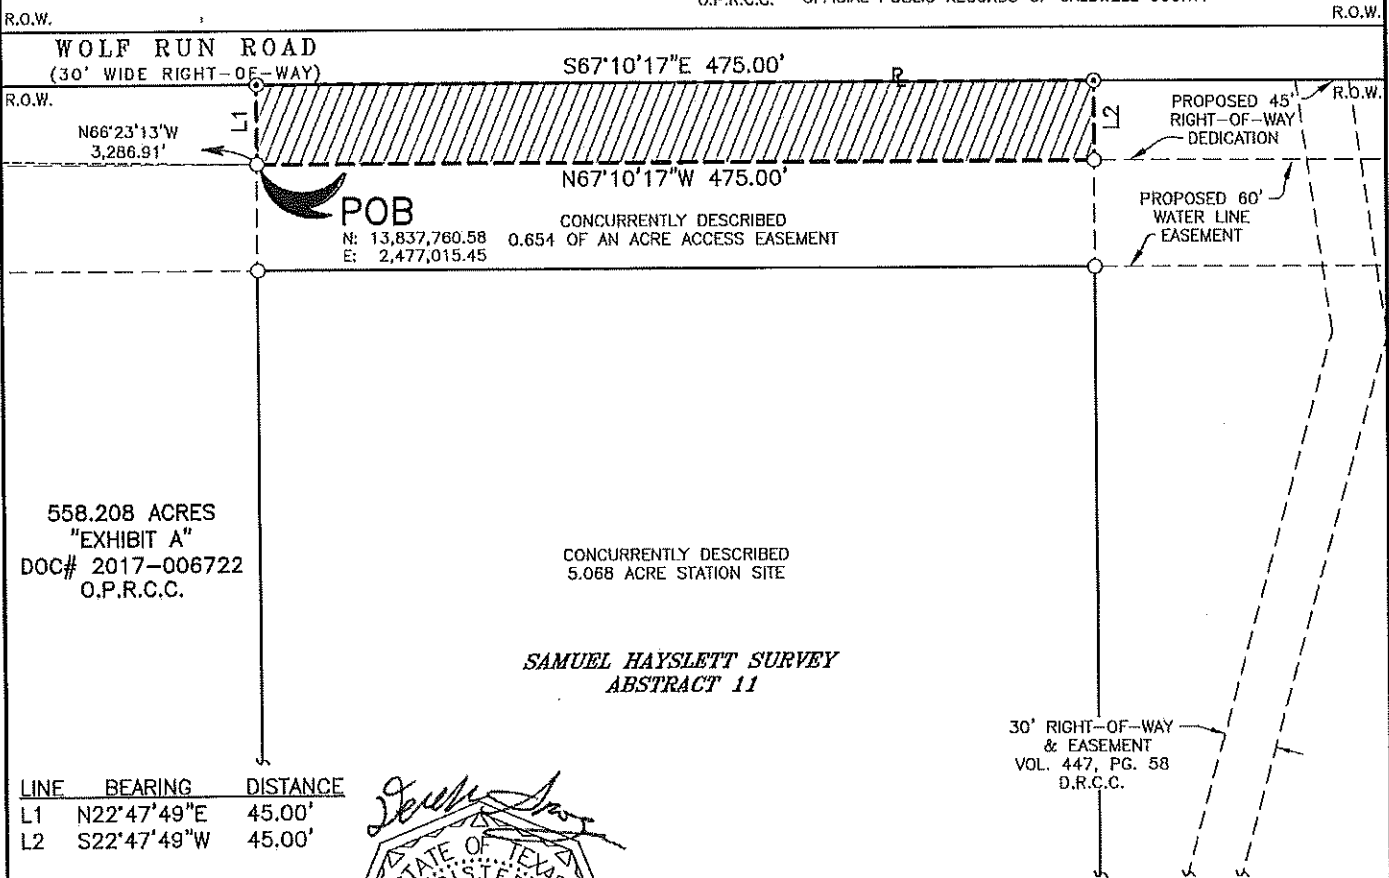 R.O.W.
R.O.W.
WOLF RUN ROAD
(30' WIDE RIGHT-OF-WAY)
S67°10'17"E 475.00'
R.O.W.
R.O.W.
L1
L2
N66°23'13"W
3,286.91'
PROPOSED 45'
RIGHT-OF-WAY
DEDICATION
N67°10'17"W 475.00'
POB
N: 13,837,760.58
E: 2,477,015.45
CONCURRENTLY DESCRIBED
0.654 OF AN ACRE ACCESS EASEMENT
PROPOSED 60'
WATER LINE
EASEMENT
558.208 ACRES
"EXHIBIT A"
DOC# 2017-006722
O.P.R.C.C.
CONCURRENTLY DESCRIBED
5.068 ACRE STATION SITE
SAMUEL HAYSLETT SURVEY
ABSTRACT 11
30' RIGHT-OF-WAY
& EASEMENT
VOL. 447, PG. 58
D.R.C.C.
LINE BEARING DISTANCE
L1 N22°47'49"E 45.00'
L2 S22°47'49"W 45.00'
STATE OF TEXAS